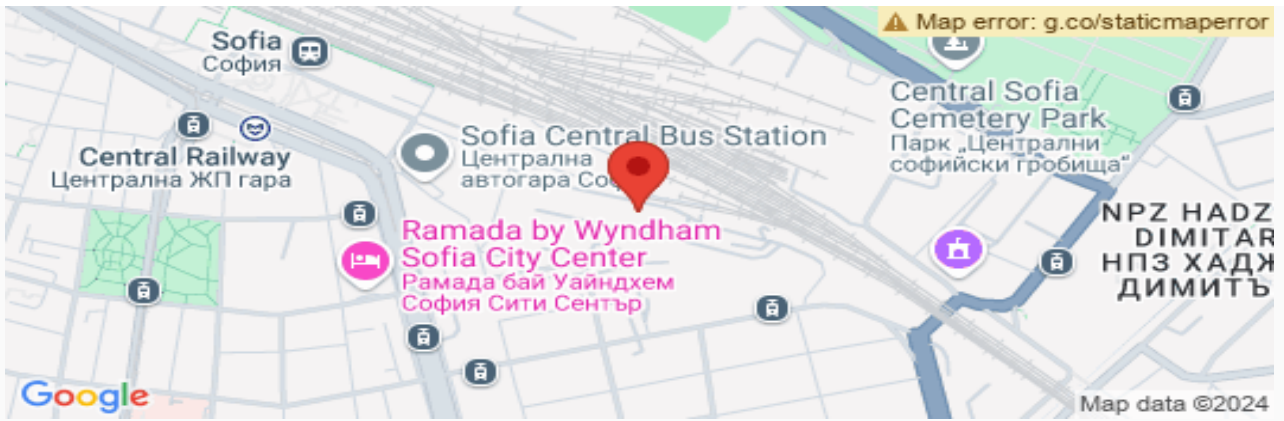 Map error: g.co/staticmaperror
Sofia
София
Central Railway
Централна ЖП гара
Sofia Central Bus Station
Централна
автогара
Central Sofia
Cemetery Park
Парк „Централни
софийски гробища“
Ramada by Wyndham
Sofia City Center
Рамада бай Уайндхем
София Сити Сентър
NPZ HADZ
DIMITAR
НПЗ ХАДЖ
ДИМИТЪ
Google
Map data ©2024